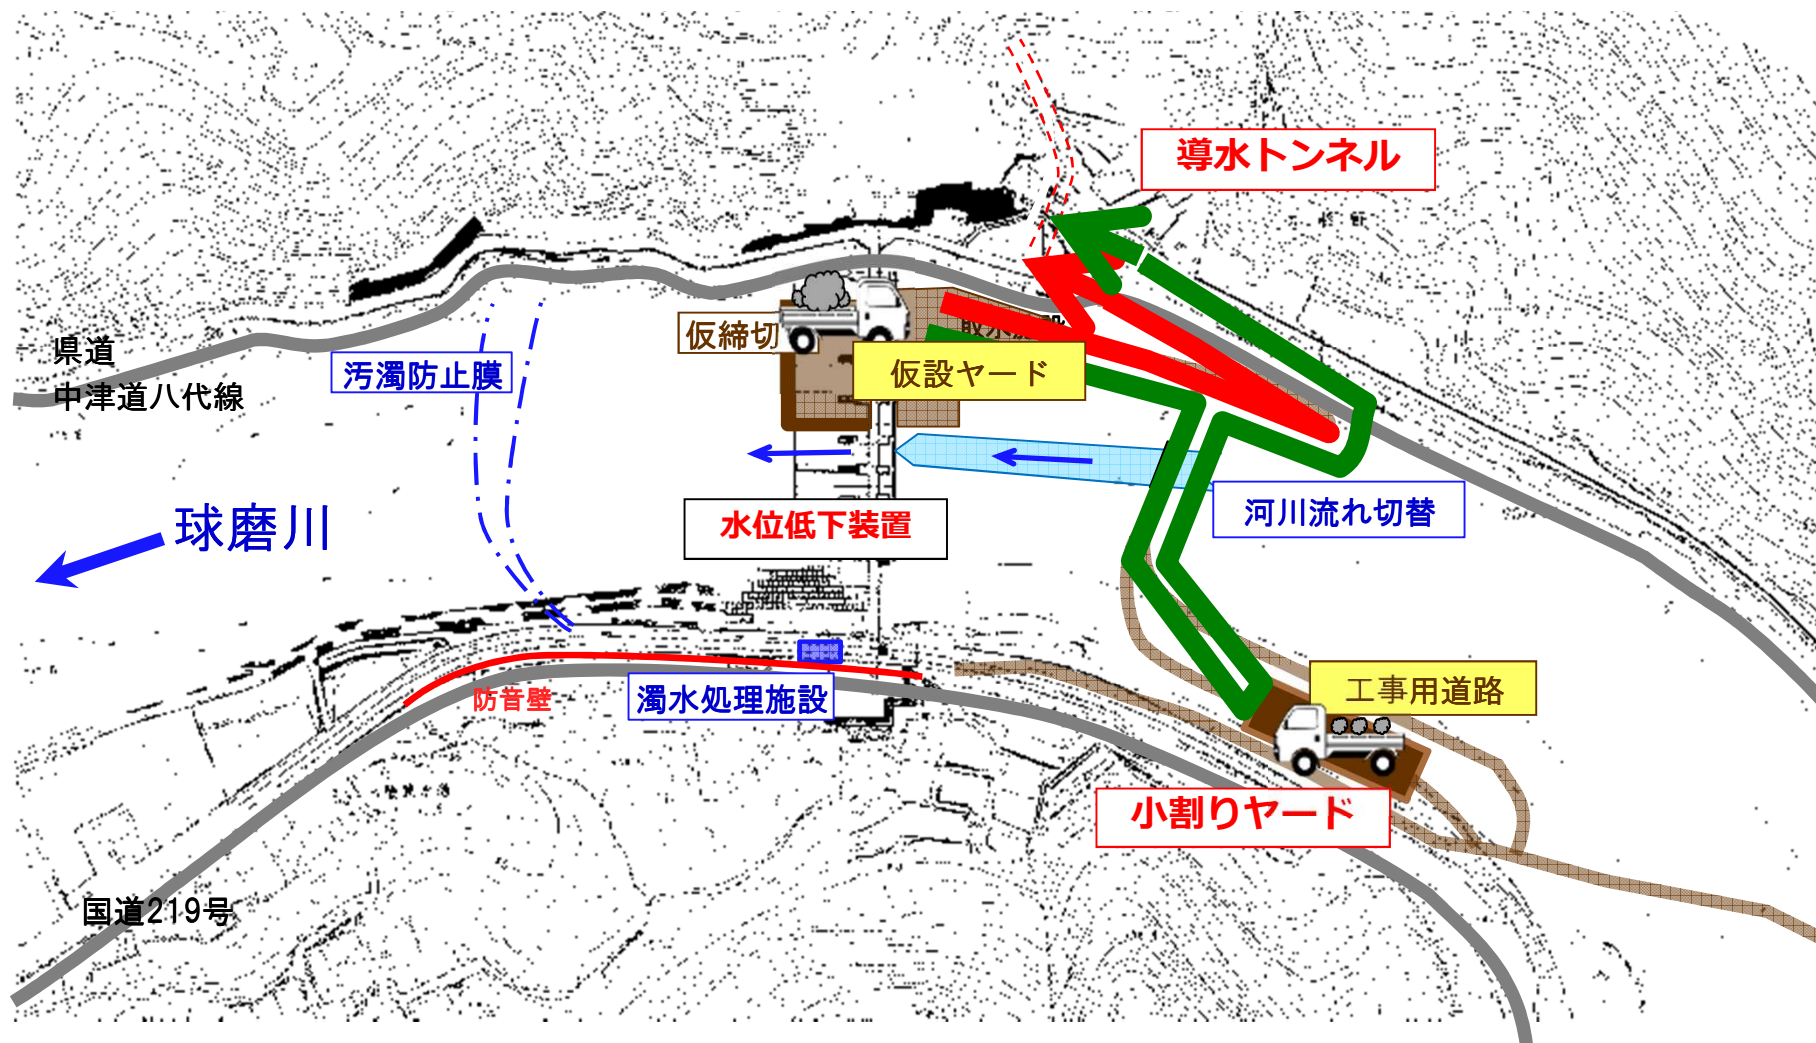 導水トンネル
仮締切
県道
中津道八代線
汚濁防止膜
仮設ヤード
球磨川
水位低下装置
河川流れ切替
防音壁
濁水処理施設
工事用道路
小割りヤード
国道219号